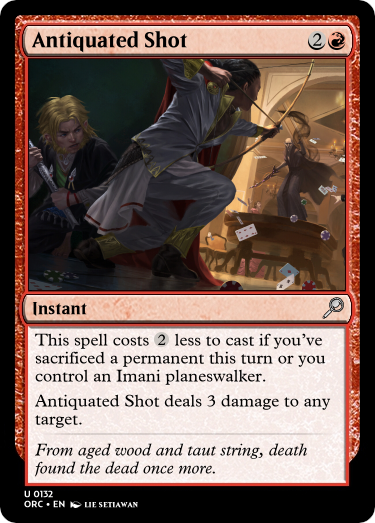 Antiquated Shot 2
Instant
This spell costs 2 less to cast if you've
sacrificed a permanent this turn or you
control an Imani planeswalker.
Antiquated Shot deals 3 damage to any
target.
From aged wood and taut string, death
found the dead once more.
U 0132
ORC • EN LIE SETIAWAN